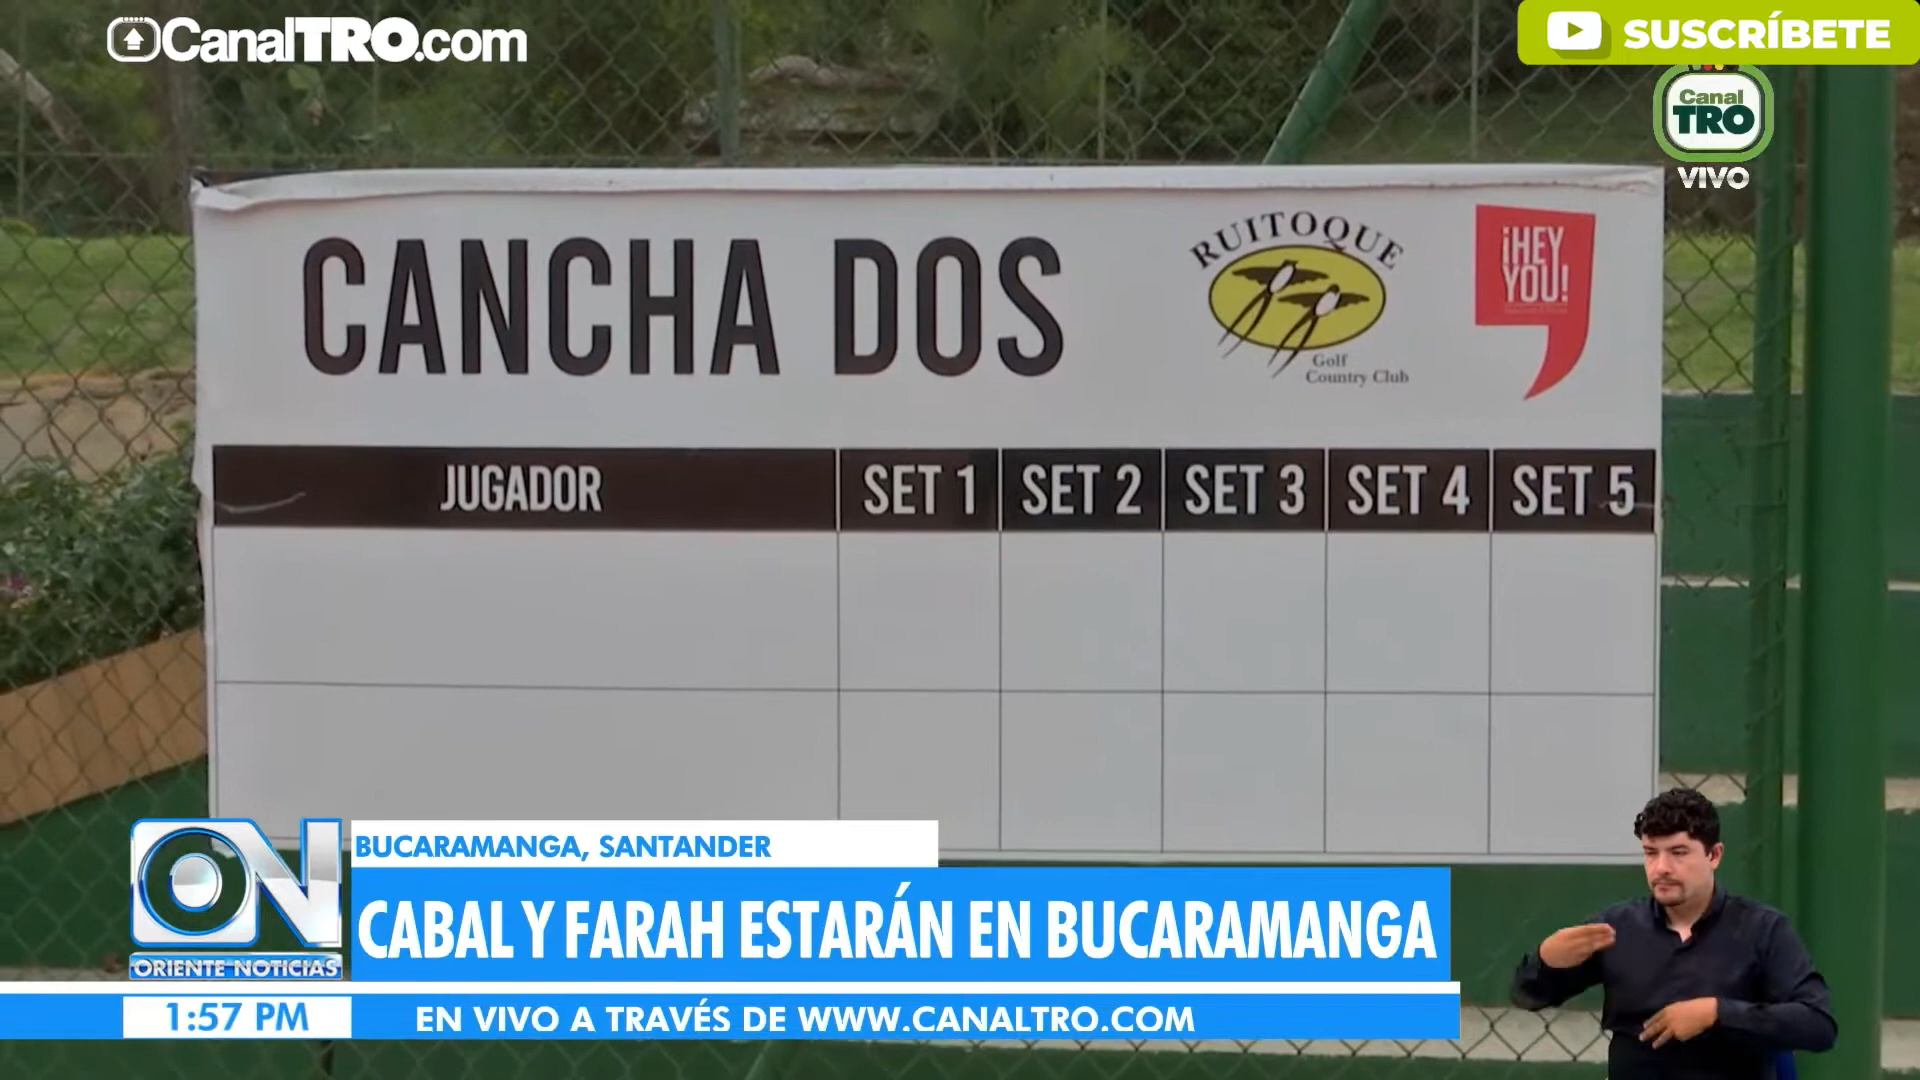 CanalTRO.com
SUSCRÍBETE
Canal
TRO
VIVO
CANCHA DOS
RUITOQUE
Golf
Country Club
¡HEY
YOU!
JUGADOR SET 1 SET 2 SET 3 SET 4 SET 5
BUCARAMANGA, SANTANDER
CABAL Y FARAH ESTARÁN EN BUCARAMANGA
ON
ORIENTE NOTICIAS
1:57 PM
EN VIVO A TRAVÉS DE WWW.CANALTRO.COM